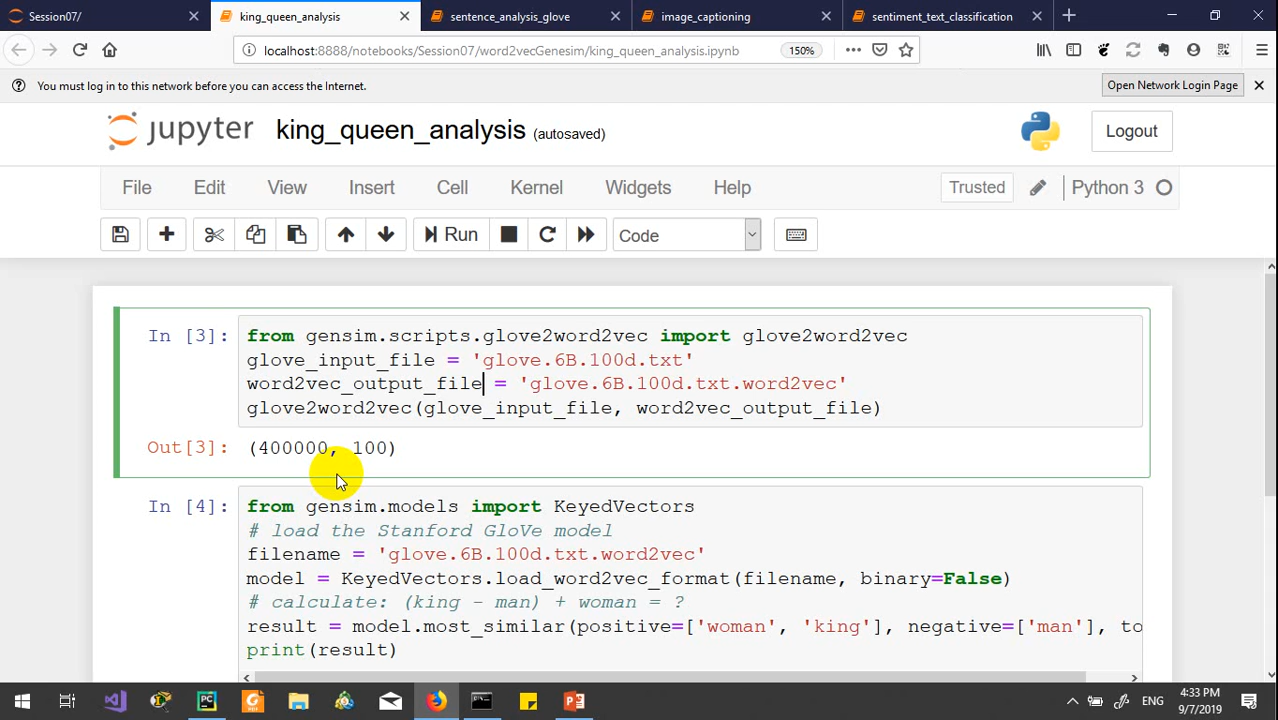 Session07/
king_queen_analysis
sentence_analysis_glove
image_captioning
sentiment_text_classification
localhost:8888/notebooks/Session07/word2vecGenesim/king_queen_analysis.ipynb
150%
You must log in to this network before you can access the Internet.
Open Network Login Page
jupyter king_queen_analysis (autosaved)
Logout
File Edit View Insert Cell Kernel Widgets Help
Trusted
Python 3
Run
Code
In [3]:
from gensim.scripts.glove2word2vec import glove2word2vec
glove_input_file = 'glove.6B.100d.txt'
word2vec_output_file = 'glove.6B.100d.txt.word2vec'
glove2word2vec(glove_input_file, word2vec_output_file)
Out[3]: (400000, 100)
In [4]:
from gensim.models import KeyedVectors
# load the Stanford GloVe model
filename = 'glove.6B.100d.txt.word2vec'
model = KeyedVectors.load_word2vec_format(filename, binary=False)
# calculate: (king - man) + woman = ?
result = model.most_similar(positive=['woman', 'king'], negative=['man'], to
print(result)
ENG
4:33 PM
9/7/2019